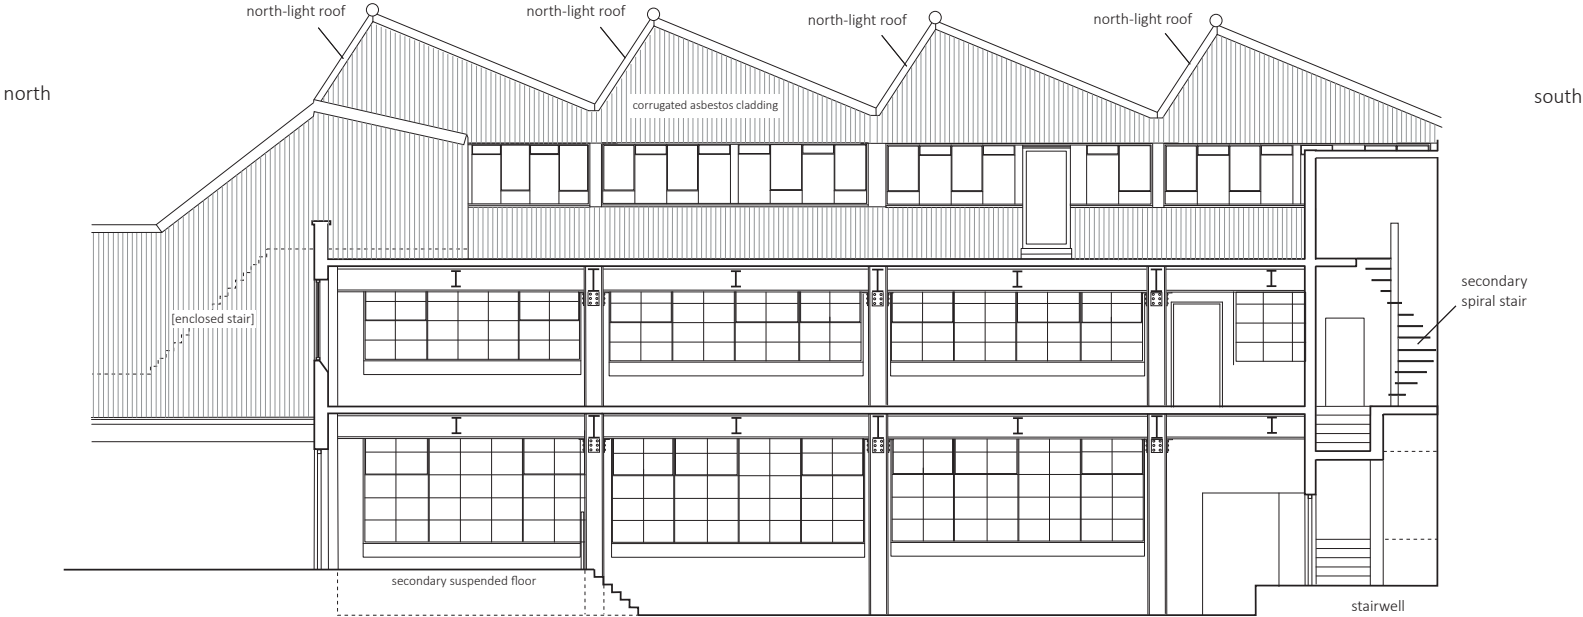 north-light roof
north-light roof
north-light roof
north-light roof
north
south
corrugated asbestos cladding
[enclosed stair]
secondary
spiral stair
secondary suspended floor
stairwell